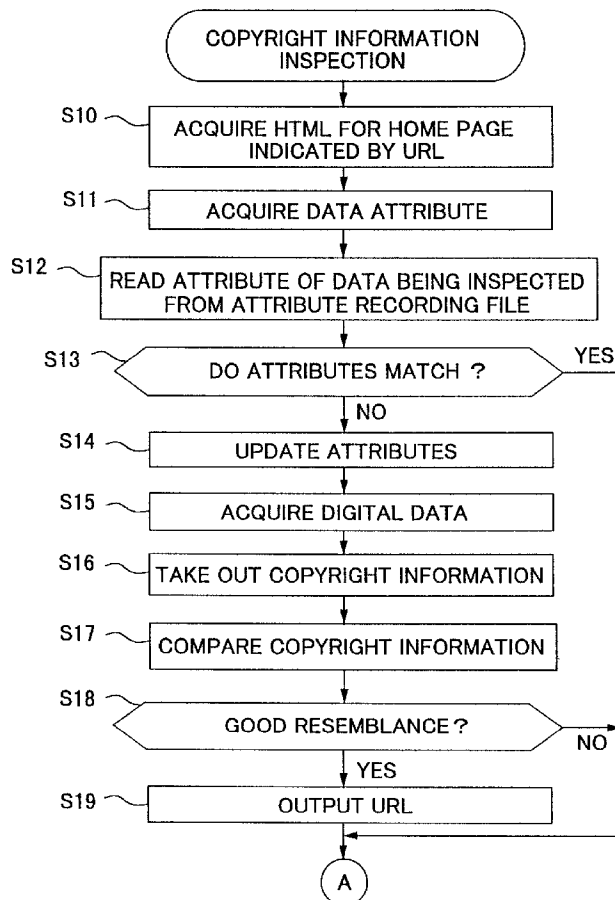 COPYRIGHT INFORMATION
INSPECTION
S10
ACQUIRE HTML FOR HOME PAGE
INDICATED BY URL
S11
ACQUIRE DATA ATTRIBUTE
S12
READ ATTRIBUTE OF DATA BEING INSPECTED
FROM ATTRIBUTE RECORDING FILE
S13
DO ATTRIBUTES MATCH ?
YES
NO
S14
UPDATE ATTRIBUTES
S15
ACQUIRE DIGITAL DATA
S16
TAKE OUT COPYRIGHT INFORMATION
S17
COMPARE COPYRIGHT INFORMATION
S18
GOOD RESEMBLANCE ?
NO
YES
S19
OUTPUT URL
A